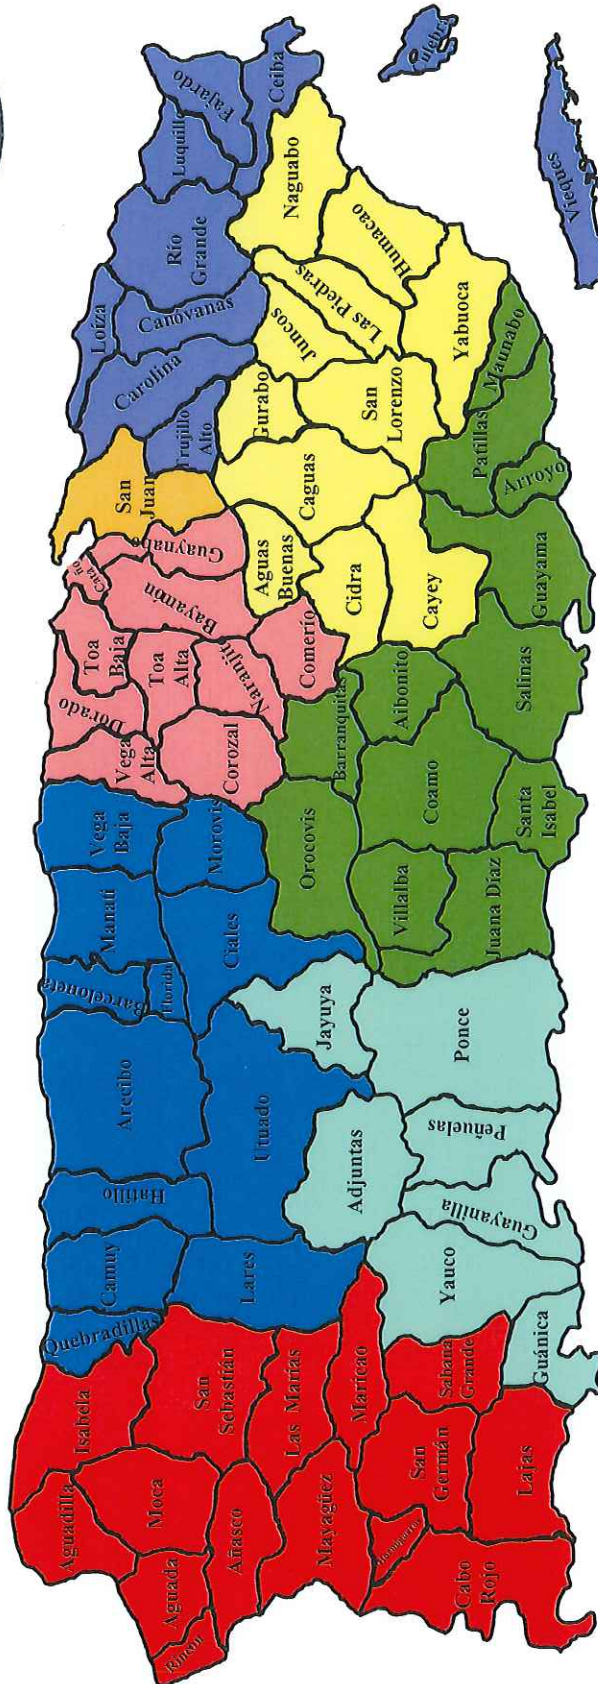 Isabela
Aguadilla
Quebradillas
Camuy
Hatillo
Arecibo
Barceloneta
Manatí
Vega
Baja
Vega
Alta
Dorado
Toa
Baja
Cataño
San
Juan
Loíza
Carolina
Canóvanas
Río
Grande
Luquillo
Fajardo
Ceiba
Culebra
Vieques
Rincón
Aguada
Moca
San
Sebastián
Lares
Utuado
Florida
Ciales
Morovis
Corozal
Toa
Alta
Naranjito
Bayamón
Guaynabo
Trujillo
Alto
Añasco
Las Marías
Mayagüez
Maricao
Adjuntas
Jayuya
Orocovis
Barranquitas
Comerío
Aguas
Buenas
Caguas
Gurabo
Juncos
Las Piedras
Naguabo
Humacao
San
Lorenzo
Cidra
Cayey
Aibonito
Coamo
Villalba
Yabuoca
San
Germán
Sabana
Grande
Yauco
Cabo
Rojo
Lajas
Guánica
Guayanilla
Peñuelas
Ponce
Juana Díaz
Santa
Isabel
Salinas
Guayama
Arroyo
Patillas
Maunabo